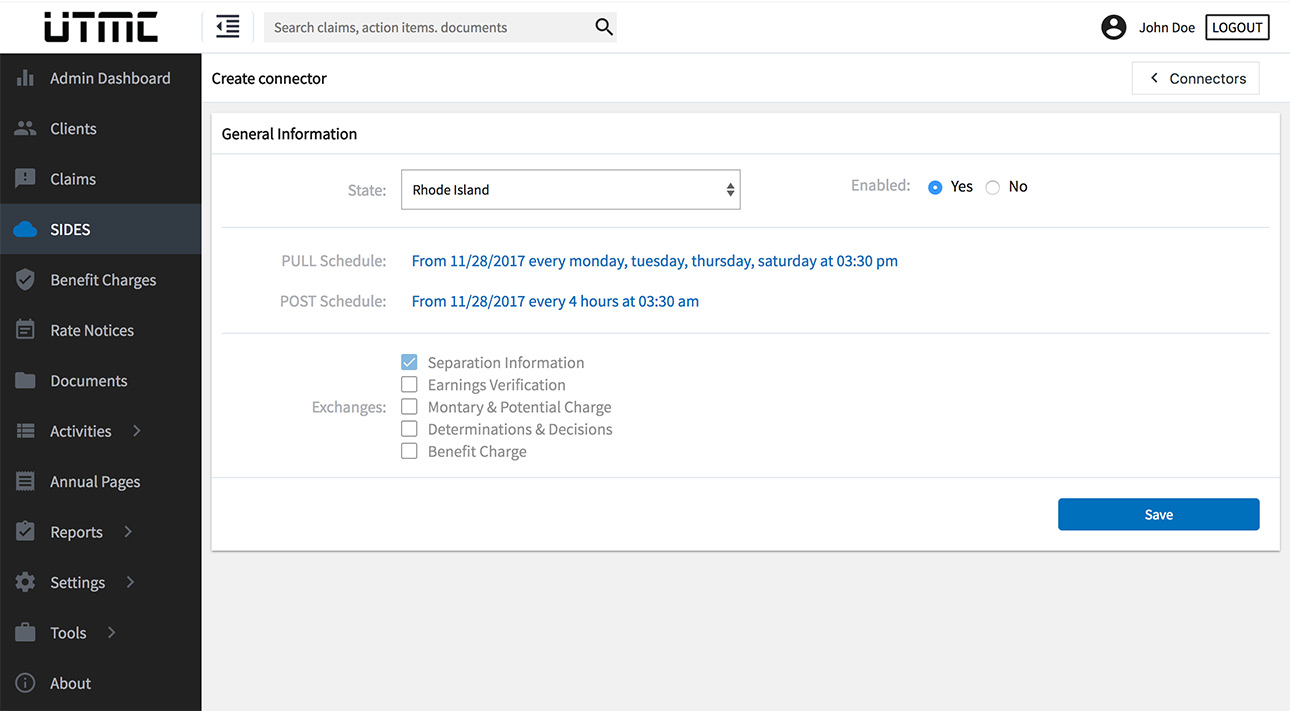 UTMC
Search claims, action items. documents
John Doe
LOGOUT
Admin Dashboard
Clients
Claims
SIDES
Benefit Charges
Rate Notices
Documents
Activities
Annual Pages
Reports
Settings
Tools
About
Create connector
Connectors
General Information
State: Rhode Island
Enabled: Yes No
PULL Schedule: From 11/28/2017 every monday, tuesday, thursday, saturday at 03:30 pm
POST Schedule: From 11/28/2017 every 4 hours at 03:30 am
Exchanges:
Separation Information
Earnings Verification
Montary & Potential Charge
Determinations & Decisions
Benefit Charge
Save